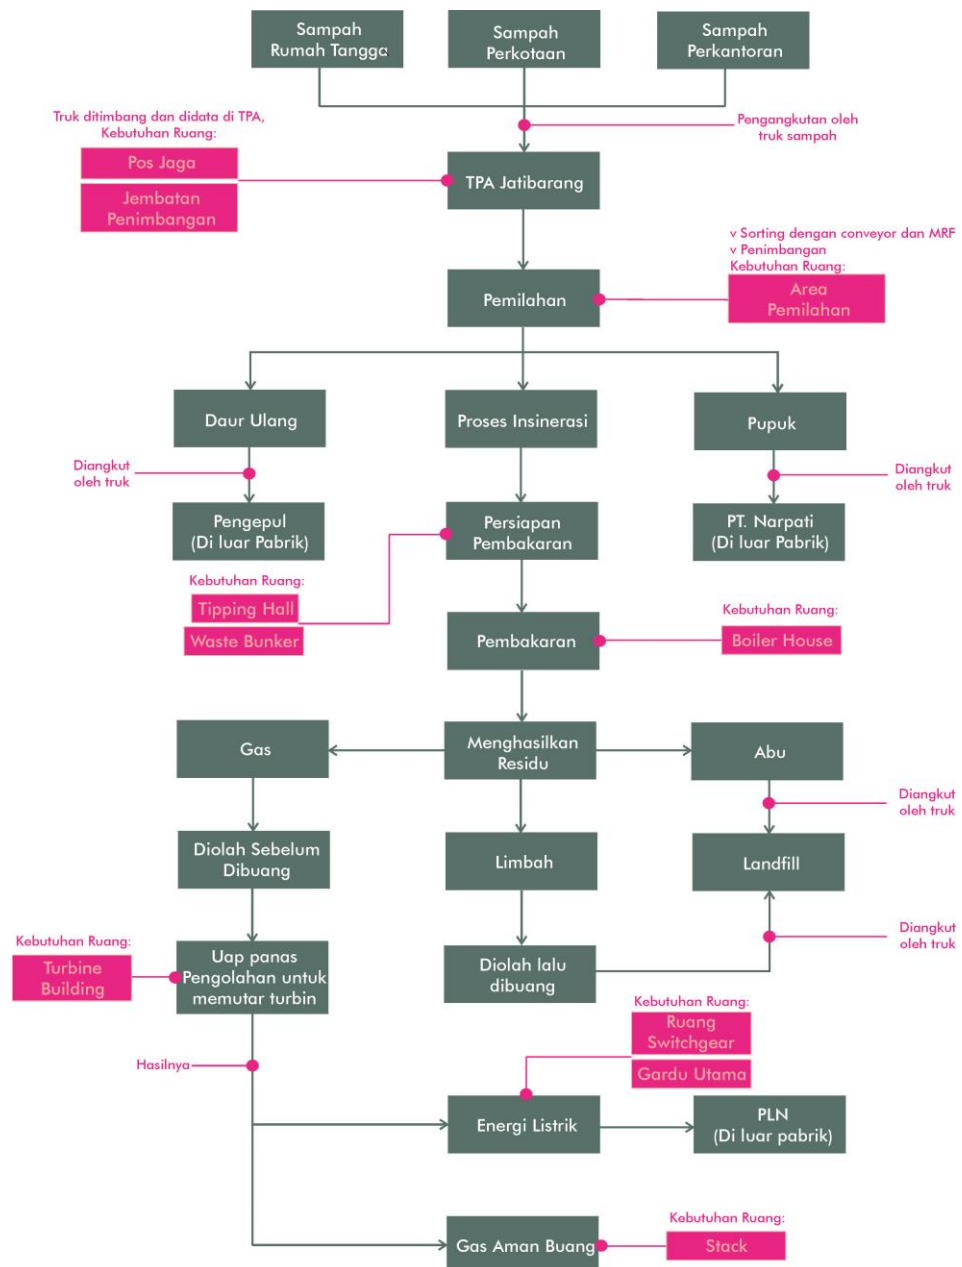 Sampah
Rumah Tangga
Sampah
Perkotaan
Sampah
Perkantoran
Truk ditimbang dan didata di TPA,
Kebutuhan Ruang:
Pos Jaga
Jembatan
Penimbangan
Pengangkutan oleh
truk sampah
TPA Jatibarang
v Sorting dengan conveyor dan MRF
v Penimbangan
Kebutuhan Ruang:
Area
Pemilahan
Pemilahan
Daur Ulang
Proses Insinerasi
Pupuk
Diangkut
oleh truk
Diangkut
oleh truk
Pengepul
(Di luar Pabrik)
Persiapan
Pembakaran
PT. Narpati
(Di luar Pabrik)
Kebutuhan Ruang:
Tipping Hall
Waste Bunker
Pembakaran
Kebutuhan Ruang:
Boiler House
Gas
Menghasilkan
Residu
Abu
Diangkut
oleh truk
Diolah Sebelum
Dibuang
Limbah
Landfill
Kebutuhan Ruang:
Turbine
Building
Uap panas
Pengolahan untuk
memutar turbin
Diolah lalu
dibuang
Diangkut
oleh truk
Kebutuhan Ruang:
Ruang
Switchgear
Gardu Utama
Hasilnya
Energi Listrik
PLN
(Di luar pabrik)
Gas Aman Buang
Kebutuhan Ruang:
Stack